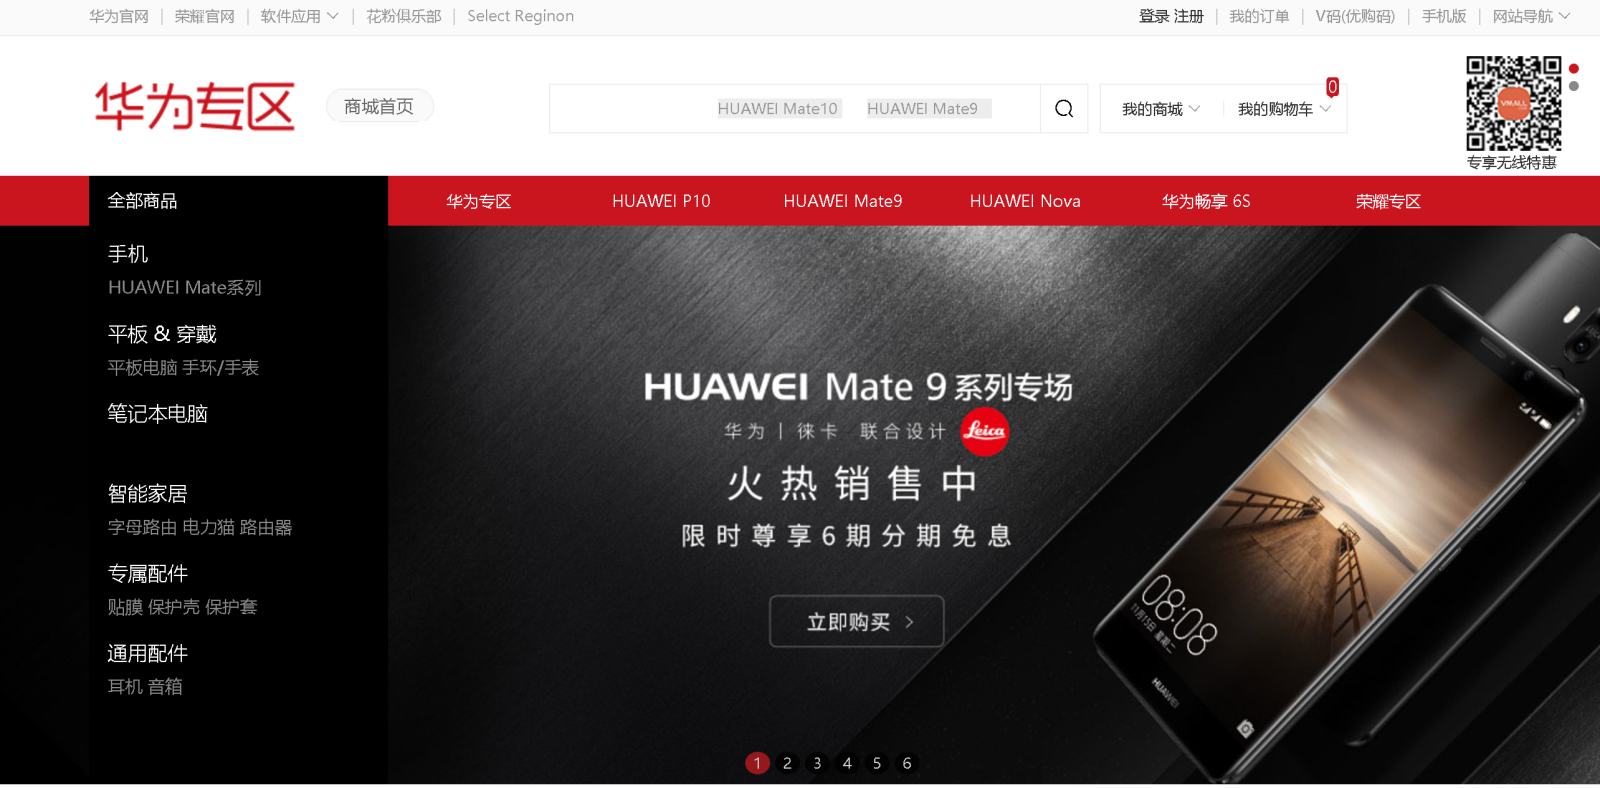 华为官网 | 荣耀官网 | 软件应用 | 花粉俱乐部 | Select Reginon
登录 注册 | 我的订单 | V码(优购码) | 手机版 | 网站导航
华为专区
商城首页
HUAWEI Mate10 HUAWEI Mate9
我的商城
我的购物车
0
VMALL
专享无线特惠
全部商品
华为专区 HUAWEI P10 HUAWEI Mate9 HUAWEI Nova 华为畅享 6S 荣耀专区
手机
HUAWEI Mate系列
平板 & 穿戴
平板电脑 手环/手表
笔记本电脑
智能家居
字母路由 电力猫 路由器
专属配件
贴膜 保护壳 保护套
通用配件
耳机 音箱
HUAWEI Mate 9 系列专场
华为 | 徕卡 联合设计 Leica
火热销售中
限时尊享6期分期免息
立即购买 >
08:08
11月15日 星期二
HUAWEI
1 2 3 4 5 6